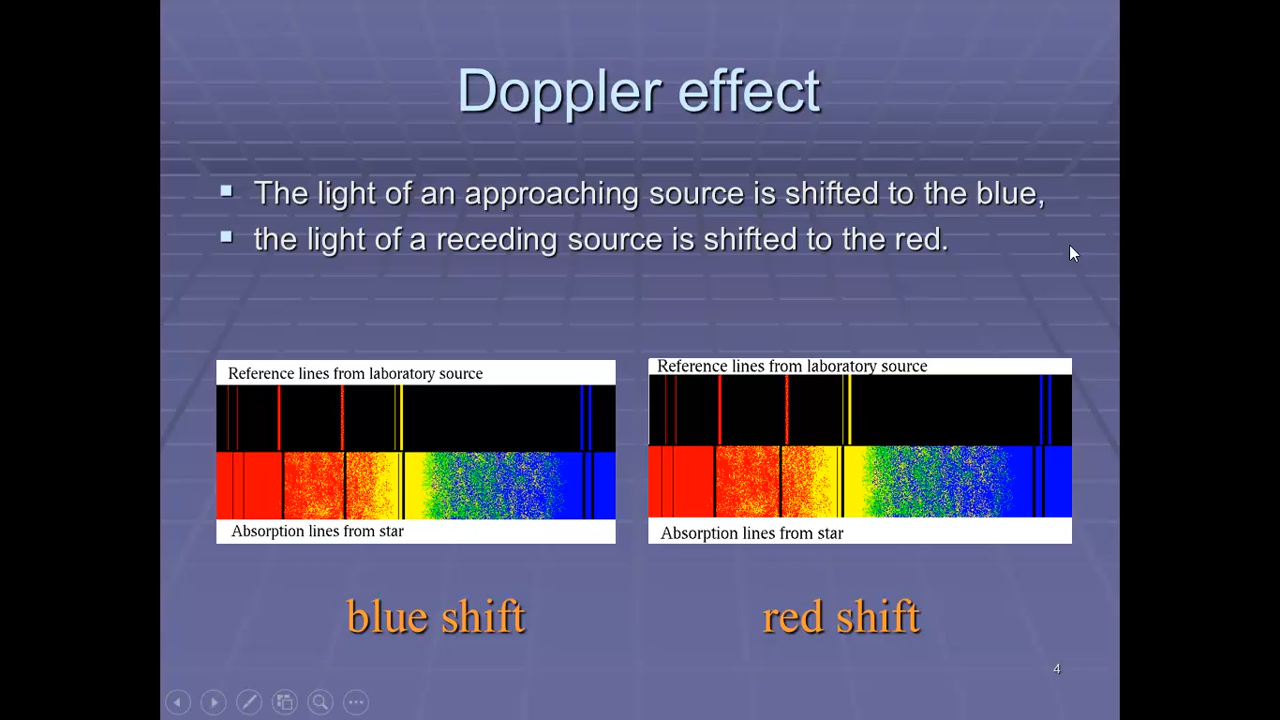 Doppler effect
The light of an approaching source is shifted to the blue,
the light of a receding source is shifted to the red.
Reference lines from laboratory source
Absorption lines from star
Reference lines from laboratory source
Absorption lines from star
blue shift
red shift
4